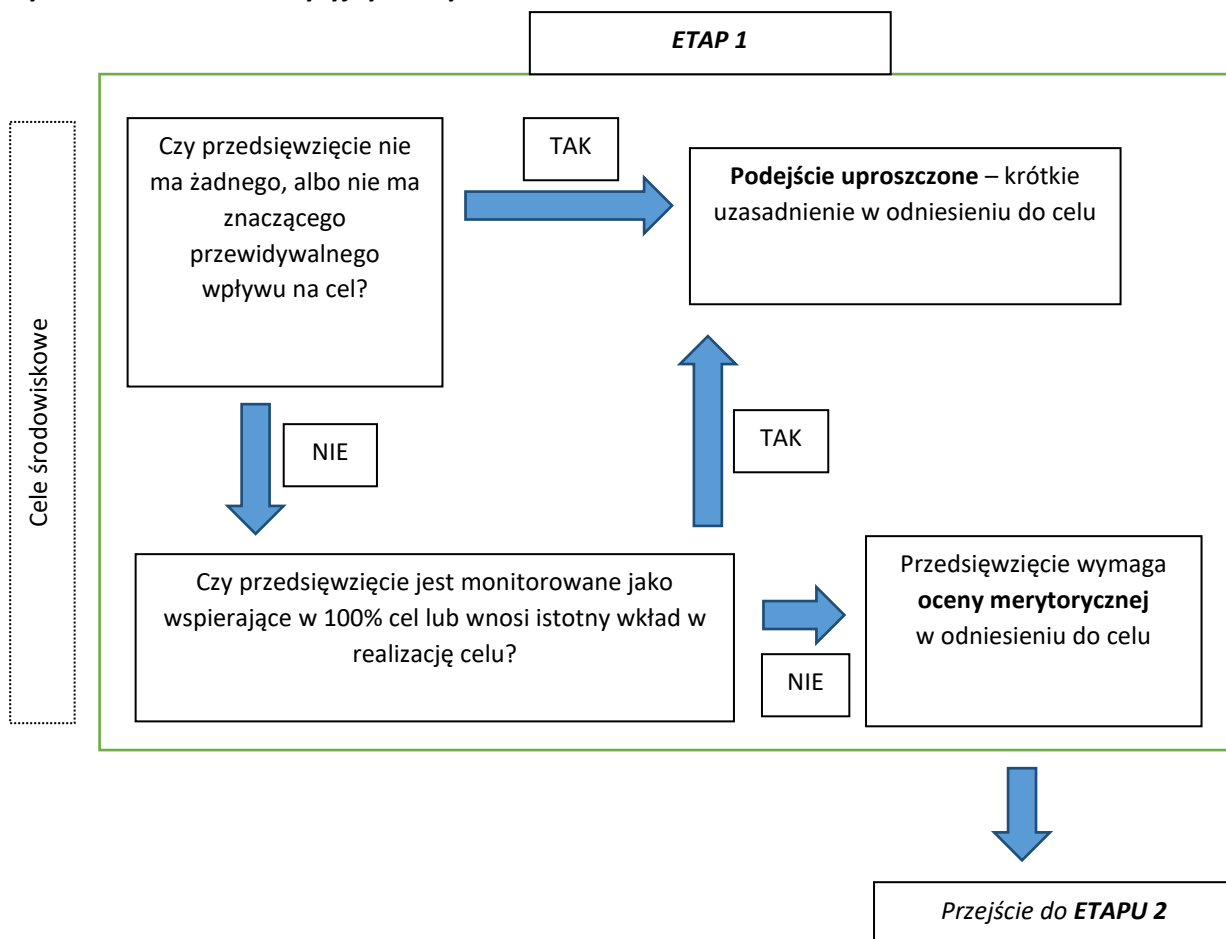 ETAP 1
Cele środowiskowe
Czy przedsięwzięcie nie
ma żadnego, albo nie ma
znaczącego
przewidywalnego
wpływu na cel?
TAK
Podejście uproszczone – krótkie
uzasadnienie w odniesieniu do celu
NIE
TAK
Czy przedsięwzięcie jest monitorowane jako
wspierające w 100% cel lub wnosi istotny wkład w
realizację celu?
NIE
Przedsięwzięcie wymaga
oceny merytorycznej
w odniesieniu do celu
Przejście do ETAPU 2